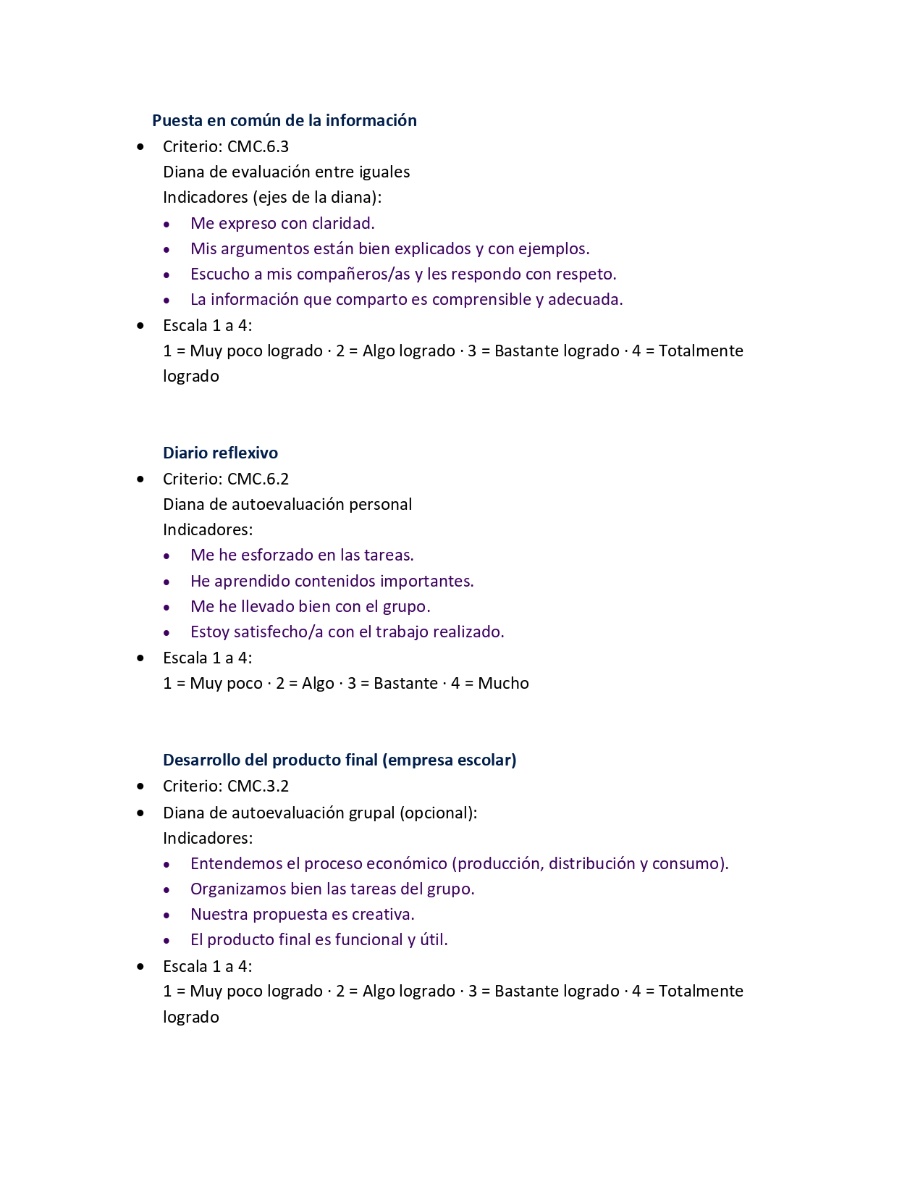 Puesta en común de la información
• Criterio: CMC.6.3
Diana de evaluación entre iguales
Indicadores (ejes de la diana):
• Me expreso con claridad.
• Mis argumentos están bien explicados y con ejemplos.
• Escucho a mis compañeros/as y les respondo con respeto.
• La información que comparto es comprensible y adecuada.
• Escala 1 a 4:
1 = Muy poco logrado · 2 = Algo logrado · 3 = Bastante logrado · 4 = Totalmente
logrado
Diario reflexivo
• Criterio: CMC.6.2
Diana de autoevaluación personal
Indicadores:
• Me he esforzado en las tareas.
• He aprendido contenidos importantes.
• Me he llevado bien con el grupo.
• Estoy satisfecho/a con el trabajo realizado.
• Escala 1 a 4:
1 = Muy poco · 2 = Algo · 3 = Bastante · 4 = Mucho
Desarrollo del producto final (empresa escolar)
• Criterio: CMC.3.2
• Diana de autoevaluación grupal (opcional):
Indicadores:
• Entendemos el proceso económico (producción, distribución y consumo).
• Organizamos bien las tareas del grupo.
• Nuestra propuesta es creativa.
• El producto final es funcional y útil.
• Escala 1 a 4:
1 = Muy poco logrado · 2 = Algo logrado · 3 = Bastante logrado · 4 = Totalmente
logrado